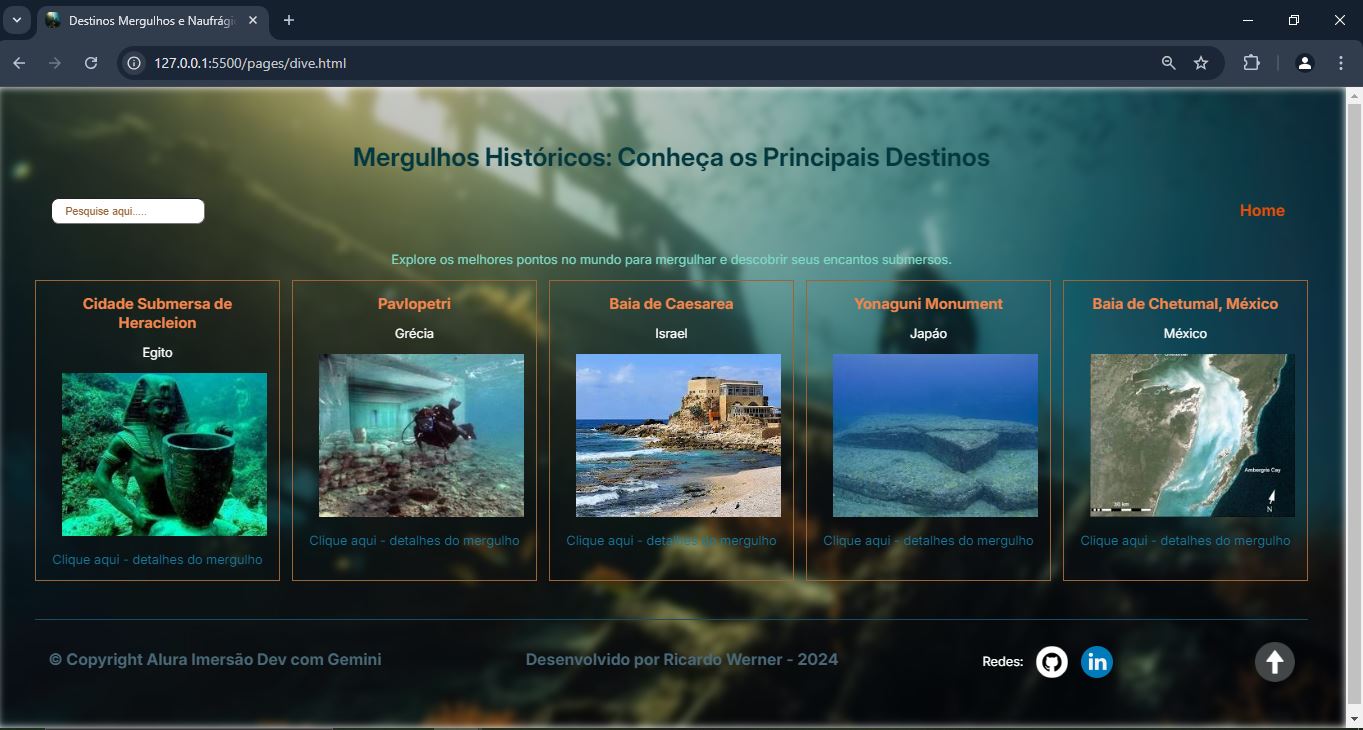 Destinos Mergulhos e Naufrági
127.0.0.1:5500/pages/dive.html
Mergulhos Históricos: Conheça os Principais Destinos
Pesquise aqui.....
Home
Explore os melhores pontos no mundo para mergulhar e descobrir seus encantos submersos.
Cidade Submersa de
Heracleion
Egito
Clique aqui - detalhes do mergulho
Pavlopetri
Grécia
Clique aqui - detalhes do mergulho
Baia de Caesarea
Israel
Clique aqui - detalhes do mergulho
Yonaguni Monument
Japáo
Clique aqui - detalhes do mergulho
Baia de Chetumal, México
México
Ambergris Cay
30 km
N
Clique aqui - detalhes do mergulho
© Copyright Alura Imersão Dev com Gemini
Desenvolvido por Ricardo Werner - 2024
Redes:
in